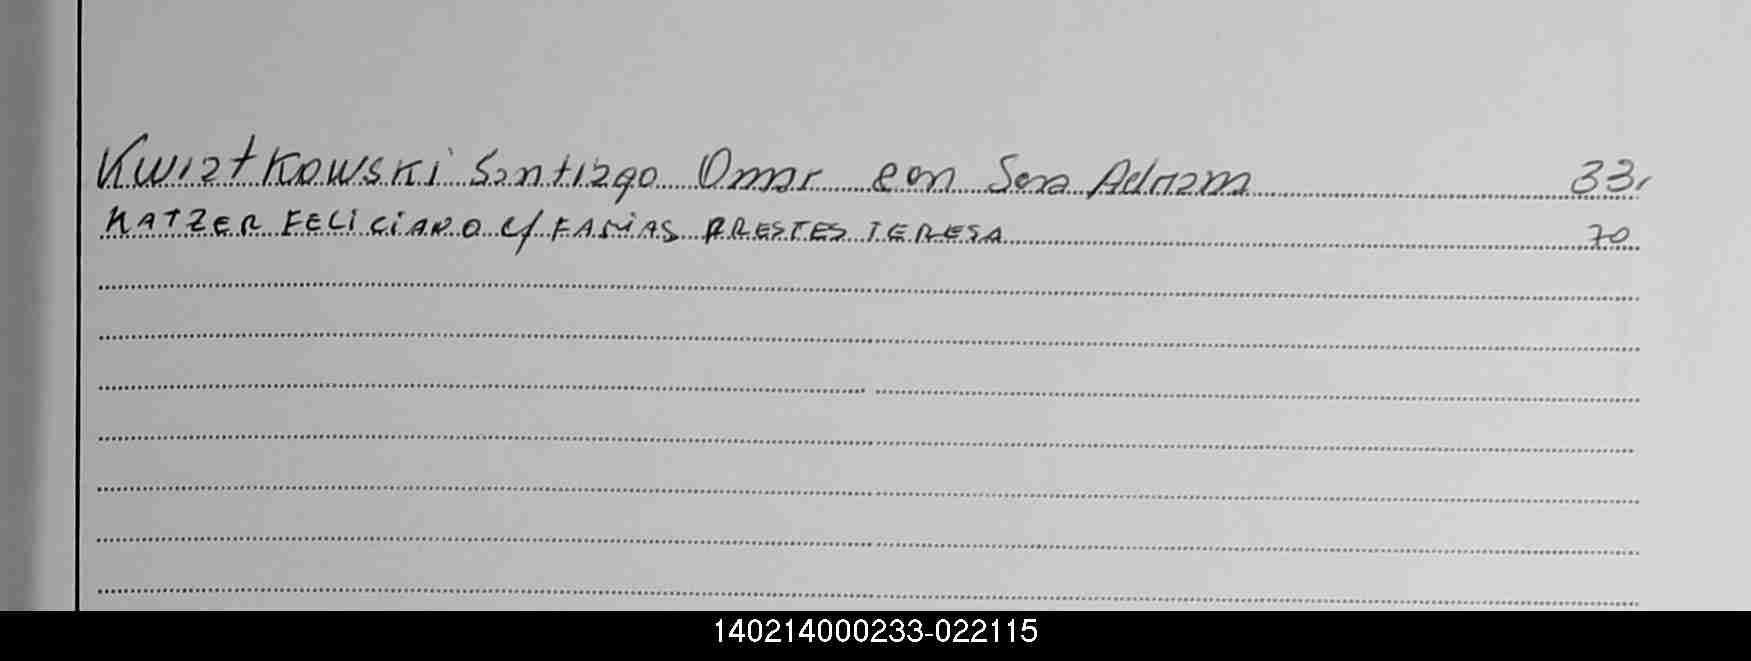 Kwiatkowski Santiago Omar con Sosa Adriana 33
KATZER FELICIANO c/ FARIAS PRESTES TERESA 70
140214000233-022115